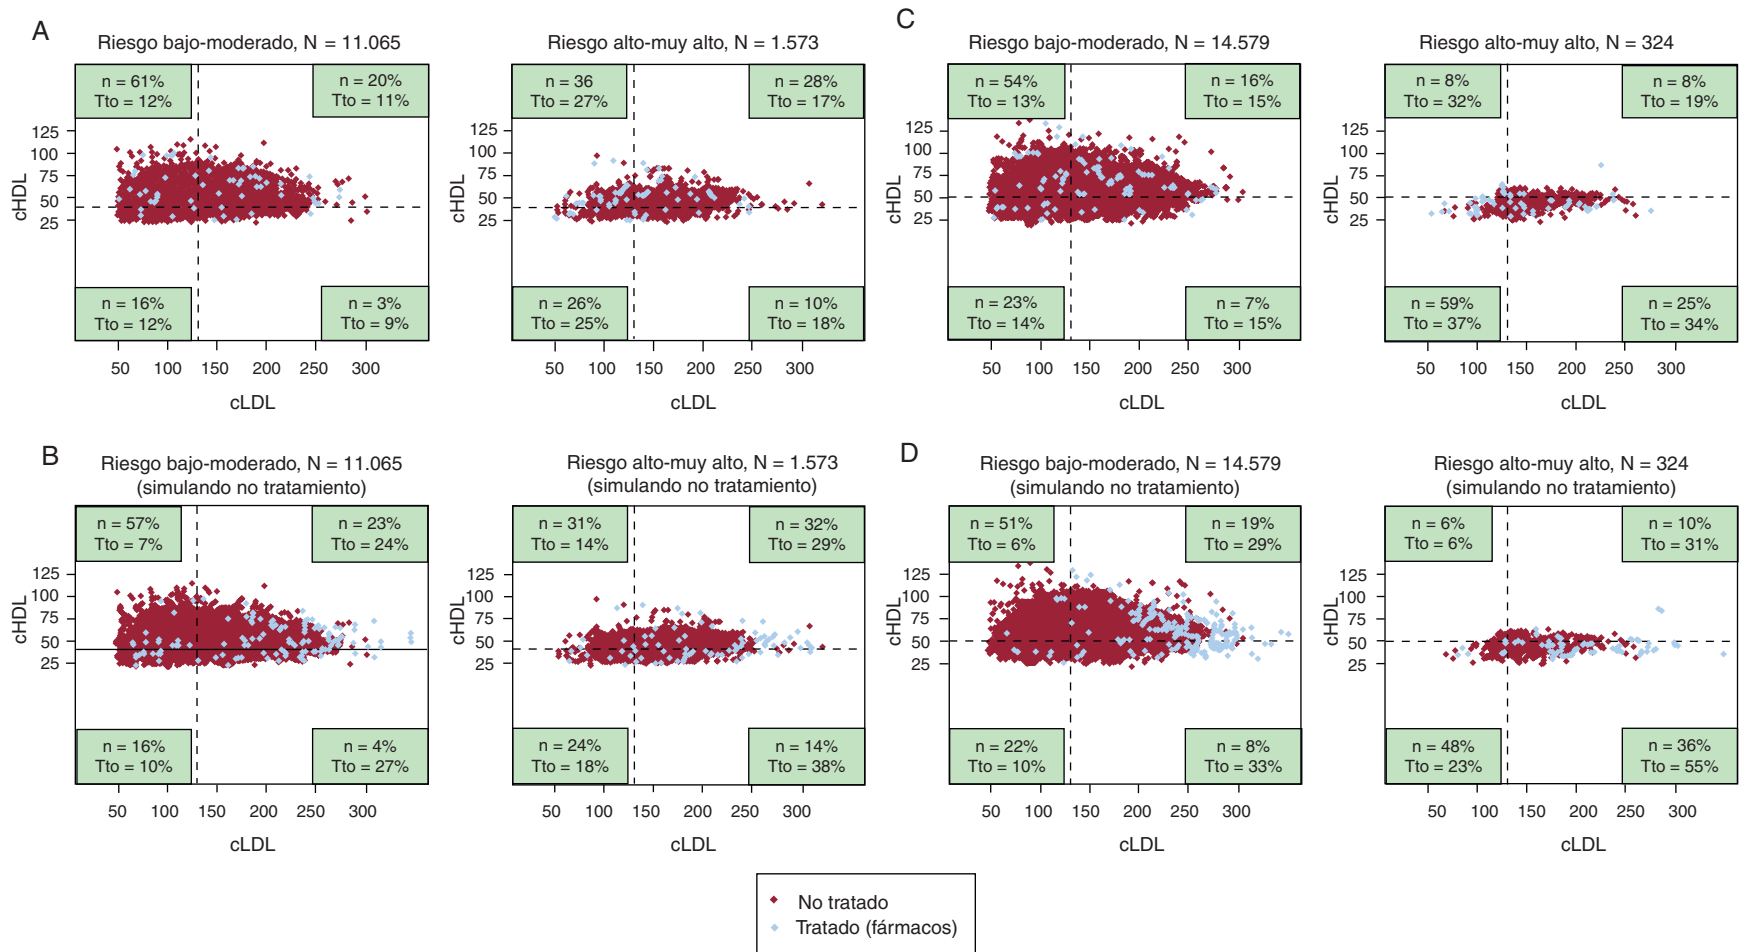 A
Riesgo bajo-moderado, N = 11.065
n = 61%
Tto = 12%
n = 20%
Tto = 11%
125
100
75
50
25
cHDL
n = 16%
Tto = 12%
n = 3%
Tto = 9%
50 100 150 200 250 300
cLDL
Riesgo alto-muy alto, N = 1.573
n = 36
Tto = 27%
n = 28%
Tto = 17%
125
100
75
50
25
cHDL
n = 26%
Tto = 25%
n = 10%
Tto = 18%
50 100 150 200 250 300
cLDL
C
Riesgo bajo-moderado, N = 14.579
n = 54%
Tto = 13%
n = 16%
Tto = 15%
125
100
75
50
25
cHDL
n = 23%
Tto = 14%
n = 7%
Tto = 15%
50 100 150 200 250 300
cLDL
Riesgo alto-muy alto, N = 324
n = 8%
Tto = 32%
n = 8%
Tto = 19%
125
100
75
50
25
cHDL
n = 59%
Tto = 37%
n = 25%
Tto = 34%
50 100 150 200 250 300
cLDL
B
Riesgo bajo-moderado, N = 11.065
(simulando no tratamiento)
n = 57%
Tto = 7%
n = 23%
Tto = 24%
125
100
75
50
25
cHDL
n = 16%
Tto = 10%
n = 4%
Tto = 27%
50 100 150 200 250 300
cLDL
Riesgo alto-muy alto, N = 1.573
(simulando no tratamiento)
n = 31%
Tto = 14%
n = 32%
Tto = 29%
125
100
75
50
25
cHDL
n = 24%
Tto = 18%
n = 14%
Tto = 38%
50 100 150 200 250 300
cLDL
D
Riesgo bajo-moderado, N = 14.579
(simulando no tratamiento)
n = 51%
Tto = 6%
n = 19%
Tto = 29%
125
100
75
50
25
cHDL
n = 22%
Tto = 10%
n = 8%
Tto = 33%
50 100 150 200 250 300
cLDL
Riesgo alto-muy alto, N = 324
(simulando no tratamiento)
n = 6%
Tto = 6%
n = 10%
Tto = 31%
125
100
75
50
25
cHDL
n = 48%
Tto = 23%
n = 36%
Tto = 55%
50 100 150 200 250 300
cLDL
No tratado
Tratado (fármacos)